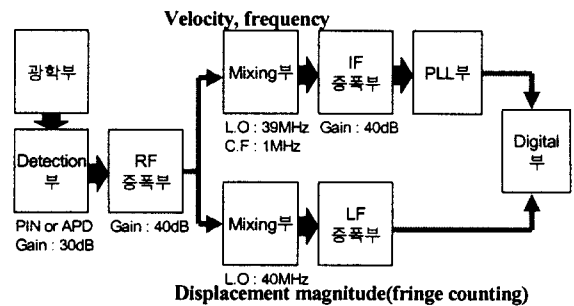 Velocity, frequency
광학부
Mixing부
IF
증폭부
PLL부
L.O : 39MHz
C.F : 1MHz
Gain : 40dB
Detection
부
RF
증폭부
Digital
부
PIN or APD
Gain : 30dB
Gain : 40dB
Mixing부
LF
증폭부
L.O : 40MHz
Displacement magnitude(fringe counting)